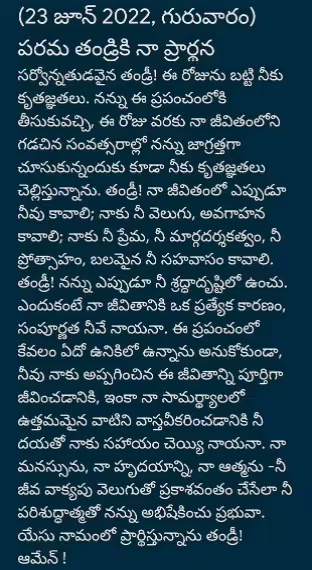 (23 జూన్ 2022, గురువారం)
పరమ తండ్రికి నా ప్రార్థన
సర్వోన్నతుడవైన తండ్రీ! ఈ రోజును బట్టి నీకు
కృతజ్ఞతలు. నన్ను ఈ ప్రపంచంలోకి
తీసుకువచ్చి, ఈ రోజు వరకు నా జీవితంలోని
గడచిన సంవత్సరాల్లో నన్ను జాగ్రత్తగా
చూసుకున్నందుకు కూడా నీకు కృతజ్ఞతలు
చెల్లిస్తున్నాను. తండ్రీ! నా జీవితంలో ఎప్పుడూ
నీవు కావాలి; నాకు నీ వెలుగు, అవగాహన
కావాలి; నాకు నీ ప్రేమ, నీ మార్గదర్శకత్వం, నీ
ప్రోత్సాహం, బలమైన నీ సహవాసం కావాలి.
తండ్రీ! నన్ను ఎప్పుడూ నీ శ్రద్ధాదృష్టిలో ఉంచు.
ఎందుకంటే నా జీవితానికి ఒక ప్రత్యేక కారణం,
సంపూర్ణత నీవే నాయనా. ఈ ప్రపంచంలో
కేవలం ఏదో ఉనికిలో ఉన్నాను అనుకోకుండా,
నీవు నాకు అప్పగించిన ఈ జీవితాన్ని పూర్తిగా
జీవించడానికి, ఇంకా నా సామర్థ్యాలలో
ఉత్తమమైన వాటిని వాస్తవీకరించడానికి నీ
దయతో నాకు సహాయం చెయ్యి నాయనా. నా
మనస్సును, నా హృదయాన్ని, నా ఆత్మను -నీ
జీవ వాక్యపు వెలుగుతో ప్రకాశవంతం చేసేలా నీ
పరిశుద్ధాత్మతో నన్ను అభిషేకించు ప్రభువా.
యేసు నామంలో ప్రార్థిస్తున్నాను తండ్రీ!
ఆమేన్ !